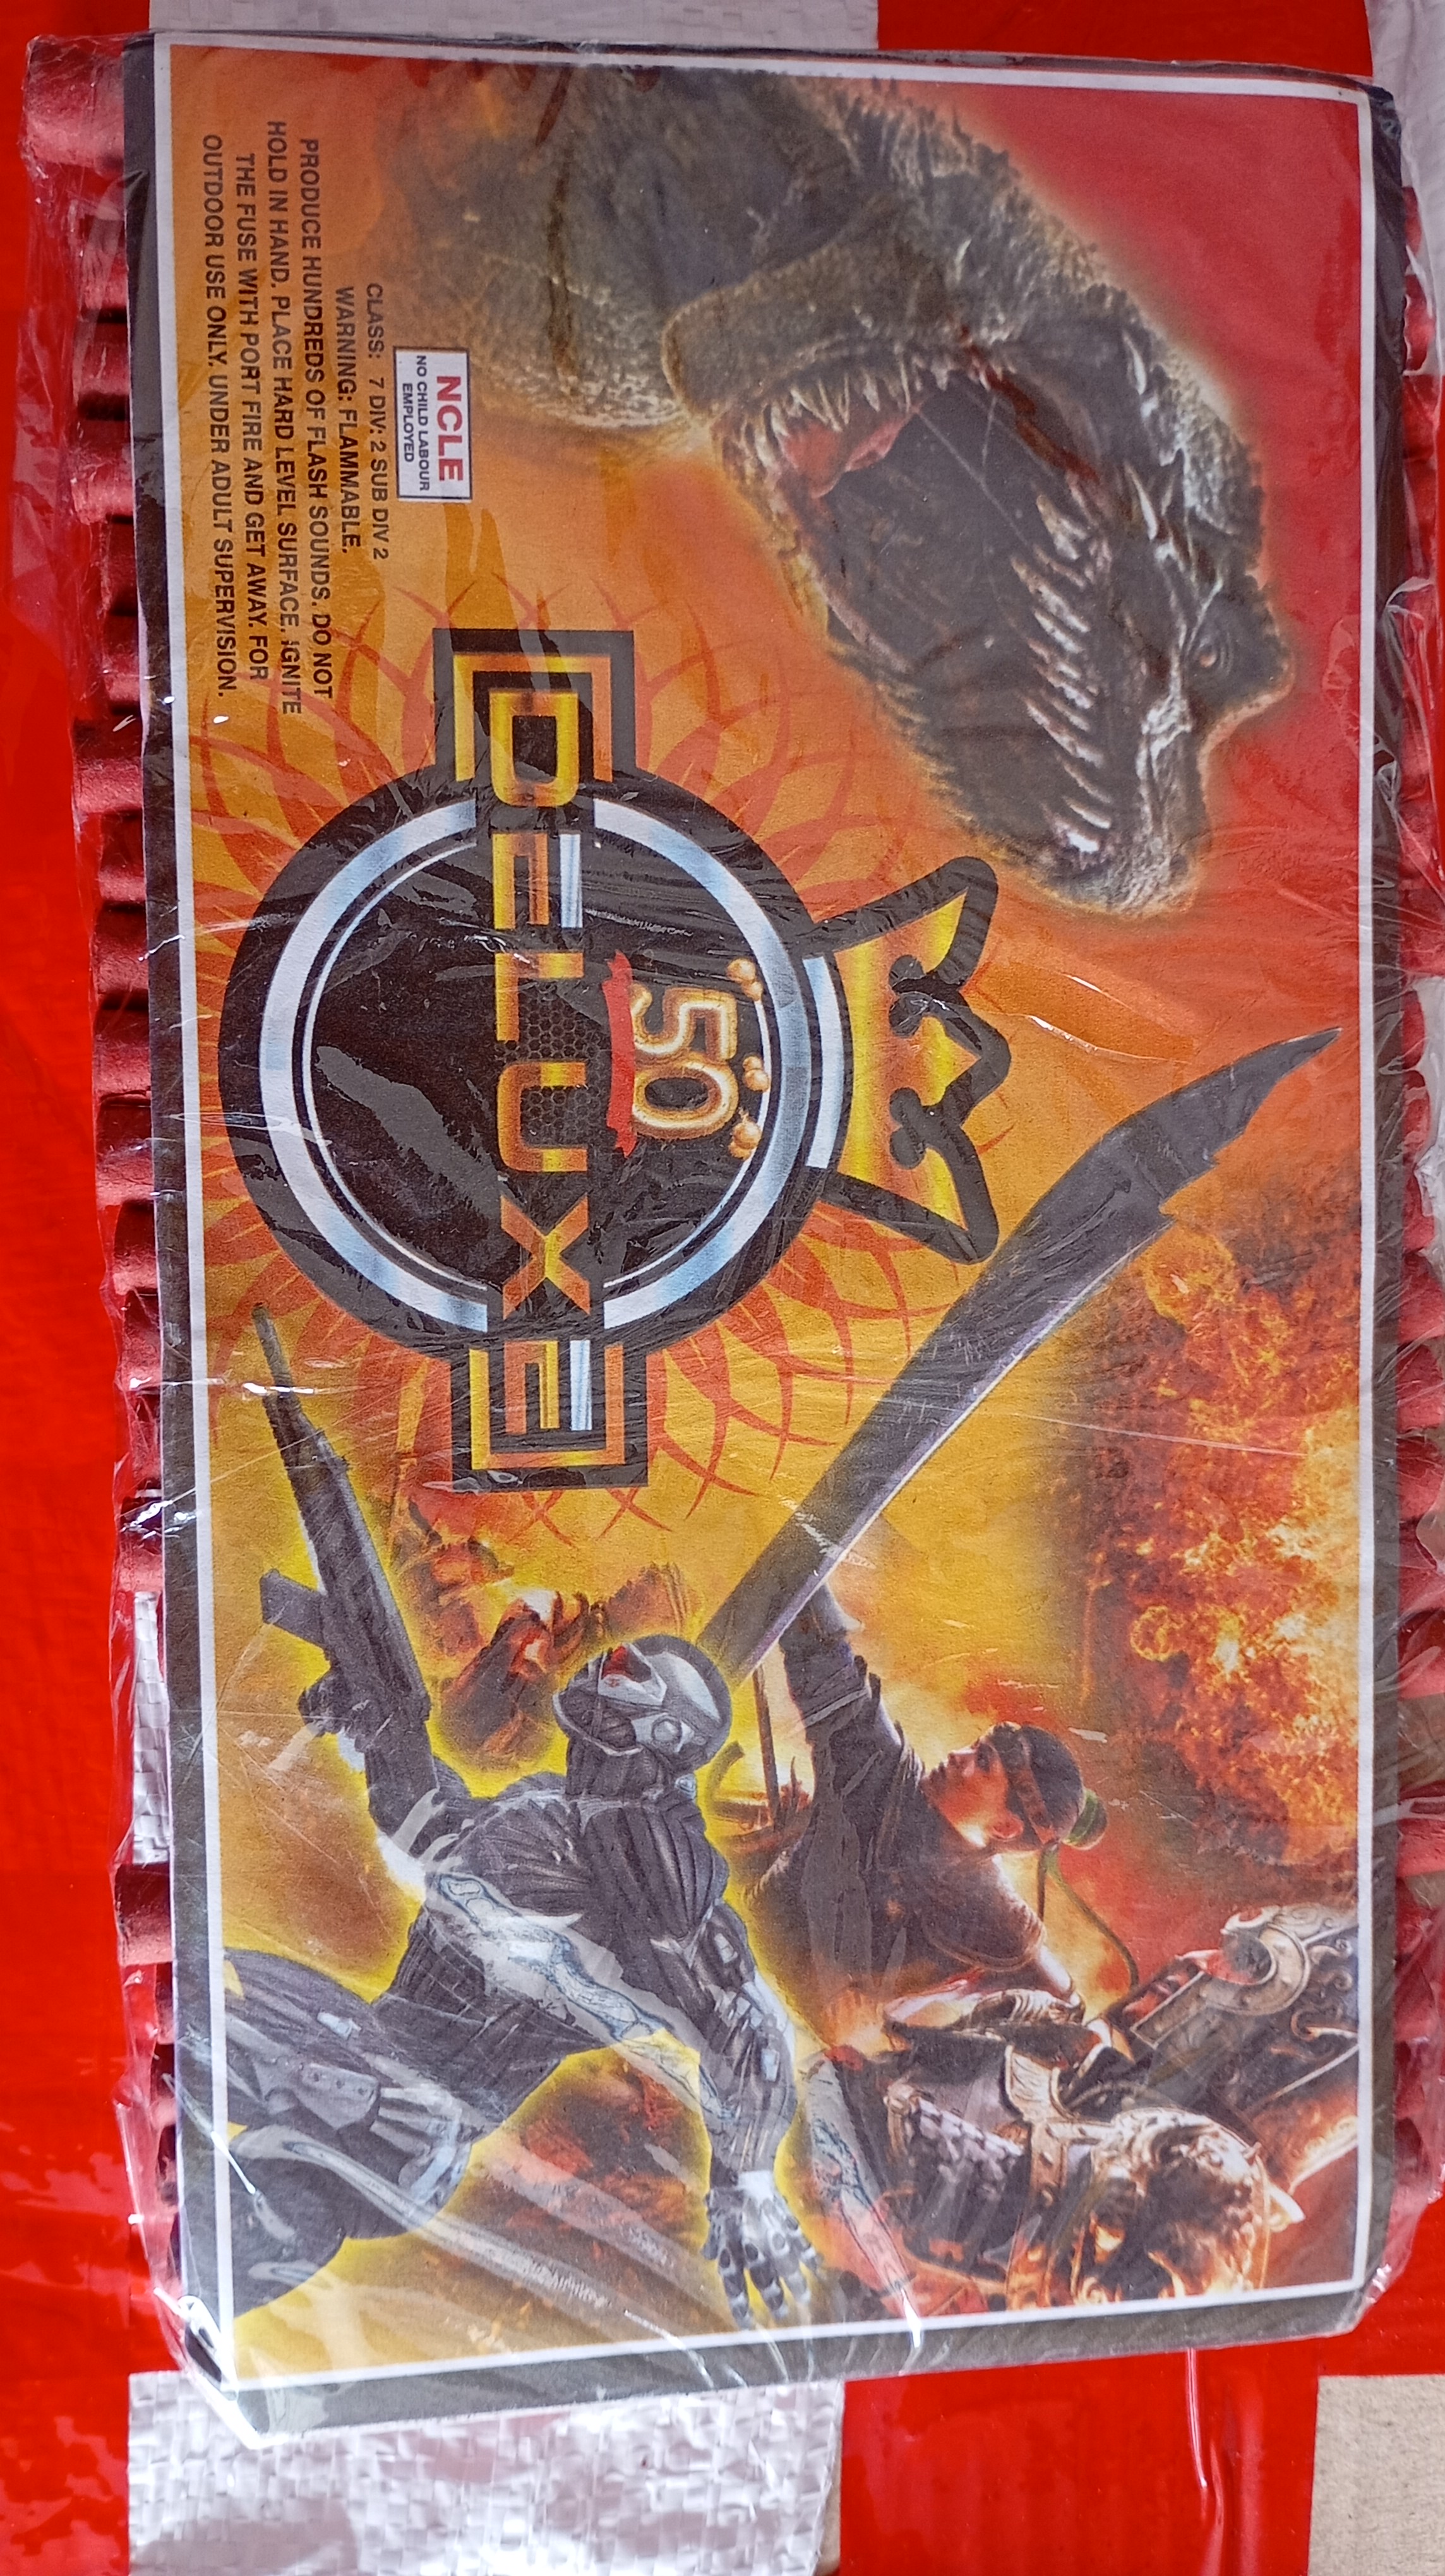 50
DELUXE
NCLE
NO CHILD LABOUR
EMPLOYED
CLASS: 7 DIV: 2 SUB DIV 2
WARNING: FLAMMABLE.
PRODUCE HUNDREDS OF FLASH SOUNDS. DO NOT
HOLD IN HAND. PLACE HARD LEVEL SURFACE. IGNITE
THE FUSE WITH PORT FIRE AND GET AWAY. FOR
OUTDOOR USE ONLY. UNDER ADULT SUPERVISION.